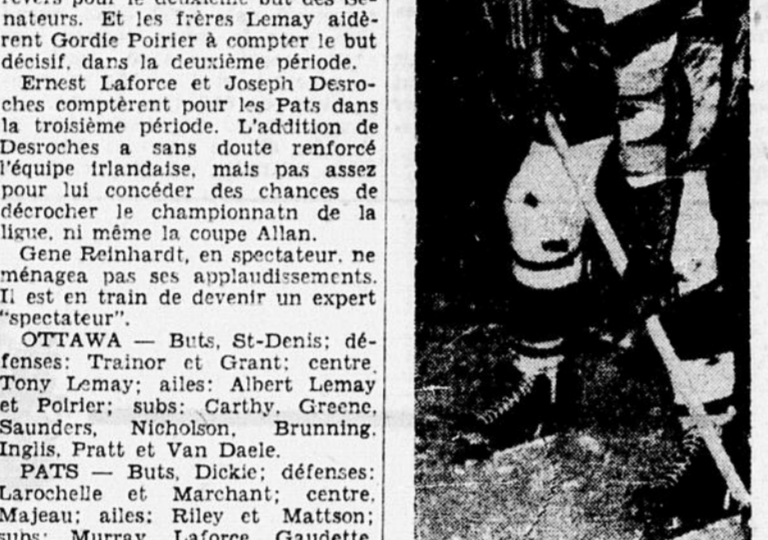 revers pour le deuxième but des Sé-
nateurs. Et les frères Lemay aidè-
rent Gordie Poirier à compter le but
décisif, dans la deuxième période.
Ernest Laforce et Joseph Desro-
ches comptèrent pour les Pats dans
la troisième période. L'addition de
Desroches a sans doute renforcé
l'équipe irlandaise, mais pas assez
pour lui concéder des chances de
décrocher le championnatn de la
ligue, ni même la coupe Allan.
Gene Reinhardt, en spectateur, ne
ménagea pas ses applaudissements.
Il est en train de devenir un expert
"spectateur".
OTTAWA — Buts, St-Denis; dé-
fenses: Trainor et Grant; centre,
Tony Lemay; ailes: Albert Lemay
et Poirier; subs: Carthy, Greene,
Saunders, Nicholson, Brunning,
Inglis, Pratt et Van Daele.
PATS — Buts, Dickie; défenses:
Larochelle et Marchant; centre,
Majeau; ailes: Riley et Mattson;
subs: Murray, Laforce, Gaudette,